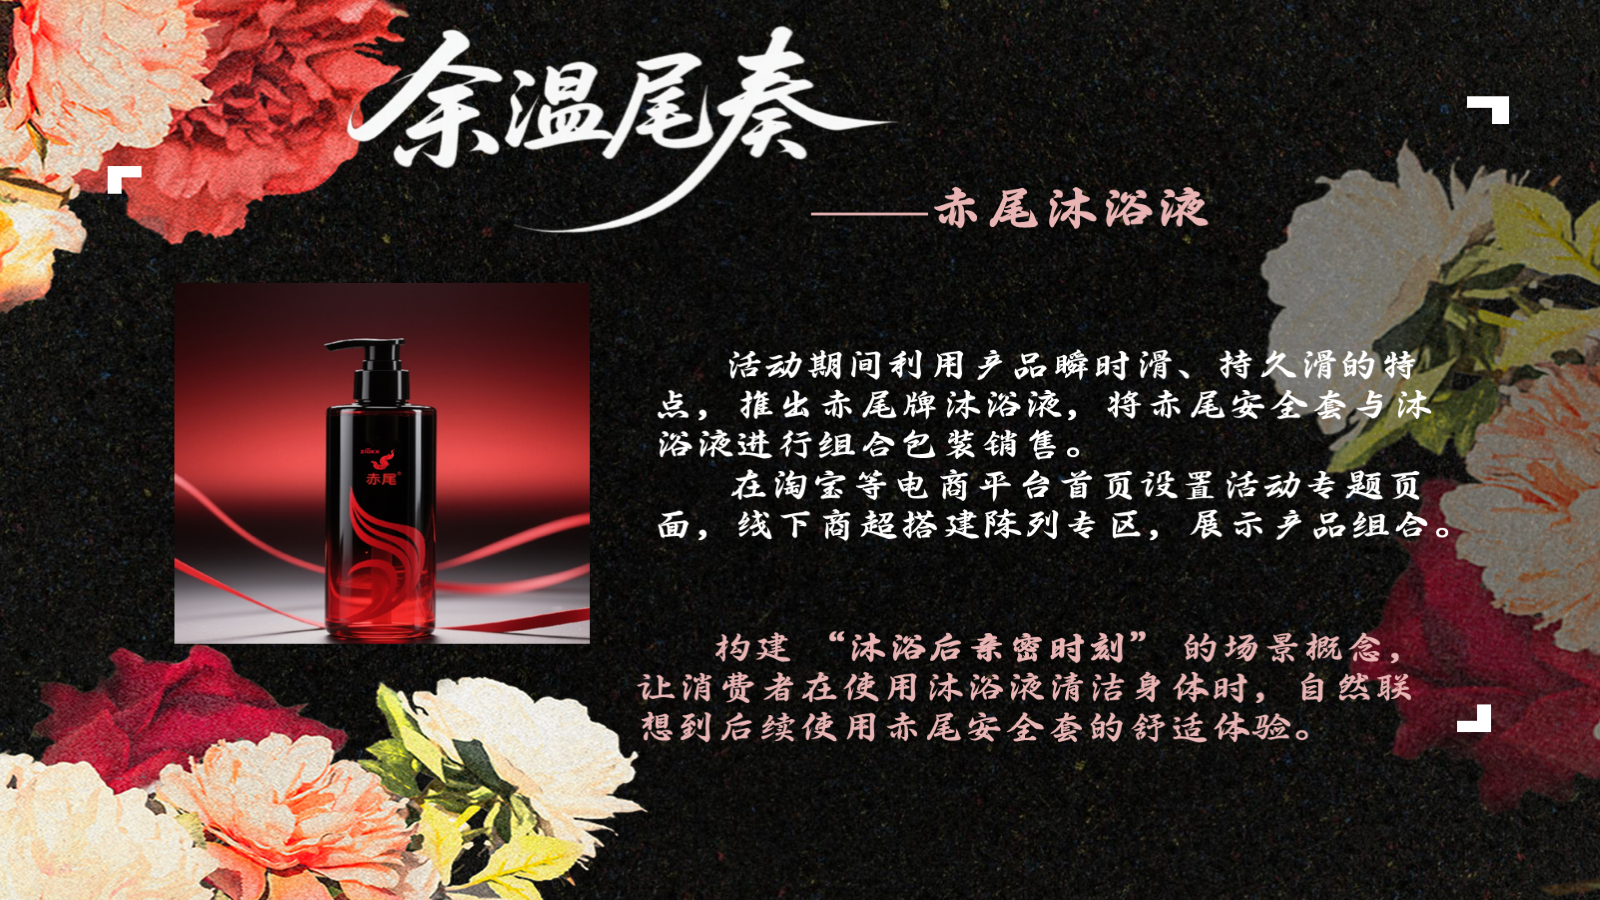 余温尾奏
——赤尾沐浴液
赤尾®
活动期间利用产品瞬时滑、持久滑的特
点，推出赤尾牌沐浴液，将赤尾安全套与沐
浴液进行组合包装销售。
在淘宝等电商平台首页设置活动专题页
面，线下商超搭建陈列专区，展示产品组合。
构建 “沐浴后亲密时刻” 的场景概念，
让消费者在使用沐浴液清洁身体时，自然联
想到后续使用赤尾安全套的舒适体验。